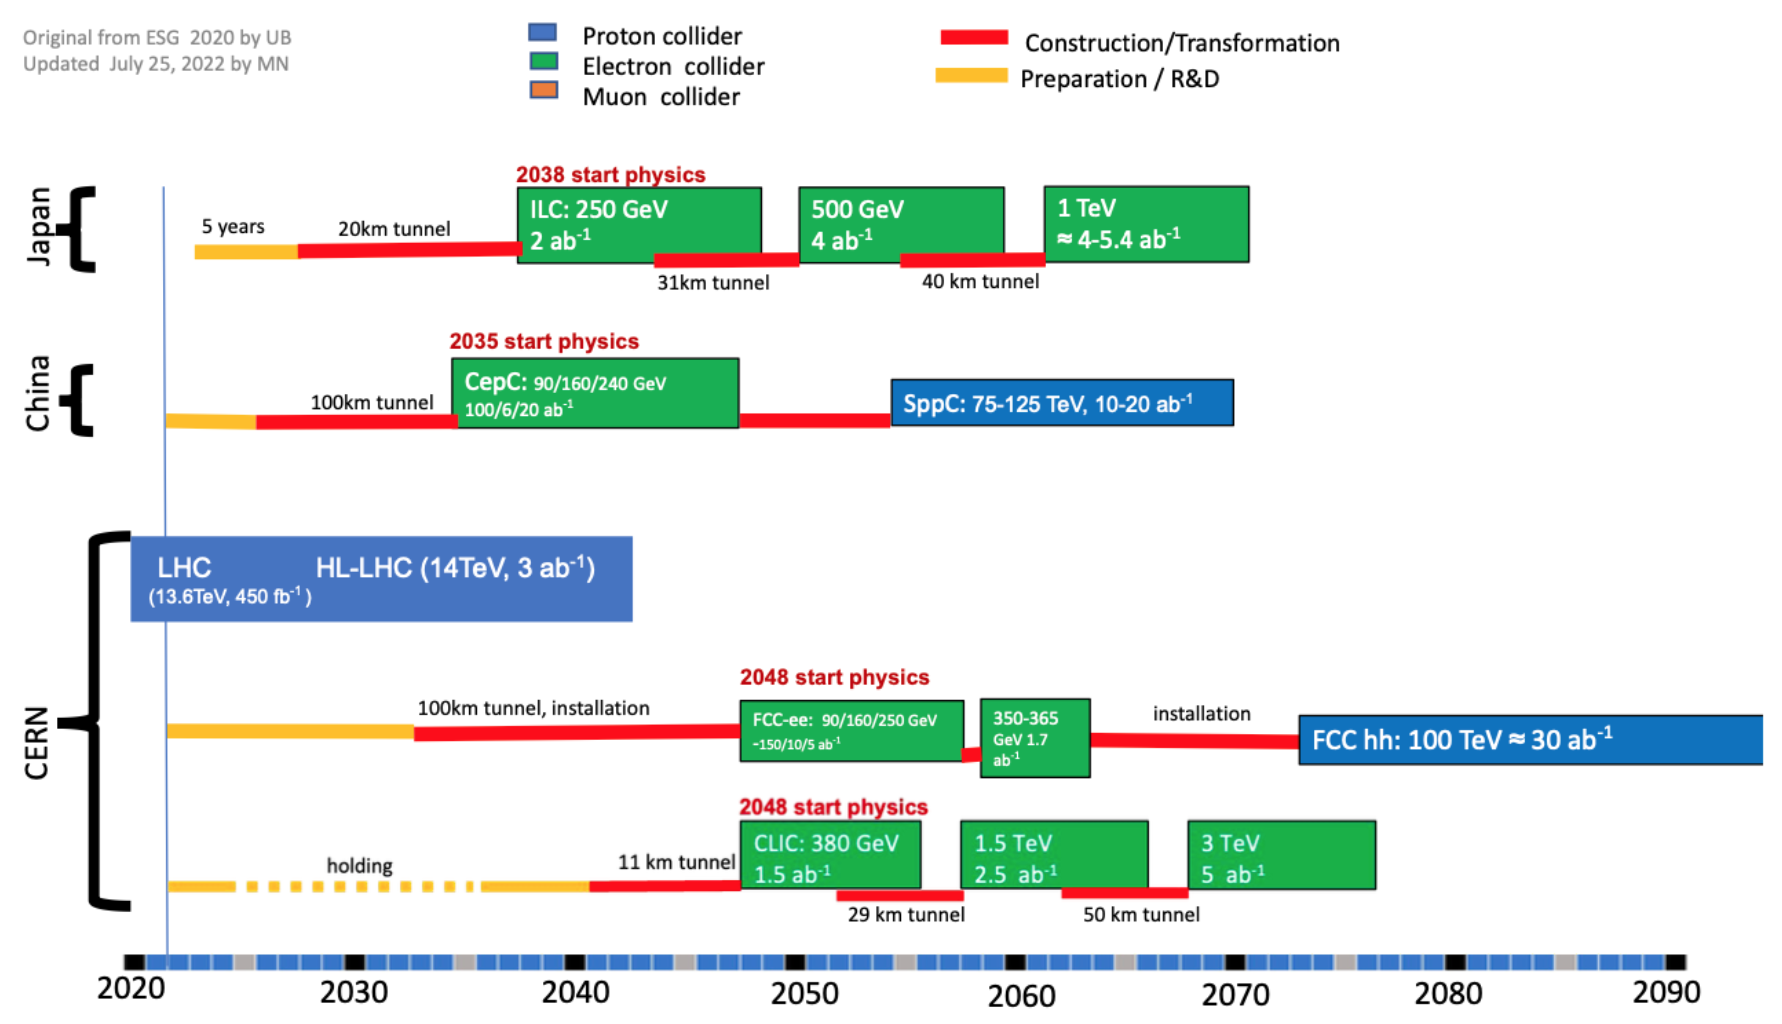 Original from ESG 2020 by UB
Updated July 25, 2022 by MN
Proton collider
Electron collider
Muon collider
Construction/Transformation
Preparation / R&D
Japan
2038 start physics
5 years
20km tunnel
ILC: 250 GeV
2 ab⁻¹
31km tunnel
500 GeV
4 ab⁻¹
40 km tunnel
1 TeV
≈ 4-5.4 ab⁻¹
China
2035 start physics
100km tunnel
CepC: 90/160/240 GeV
100/6/20 ab⁻¹
SppC: 75-125 TeV, 10-20 ab⁻¹
CERN
LHC
(13.6TeV, 450 fb⁻¹ )
HL-LHC (14TeV, 3 ab⁻¹)
2048 start physics
100km tunnel, installation
FCC-ee: 90/160/250 GeV
~150/10/5 ab⁻¹
350-365
GeV 1.7
ab⁻¹
installation
FCC hh: 100 TeV ≈ 30 ab⁻¹
2048 start physics
holding
11 km tunnel
CLIC: 380 GeV
1.5 ab⁻¹
29 km tunnel
1.5 TeV
2.5 ab⁻¹
50 km tunnel
3 TeV
5 ab⁻¹
2020 2030 2040 2050 2060 2070 2080 2090